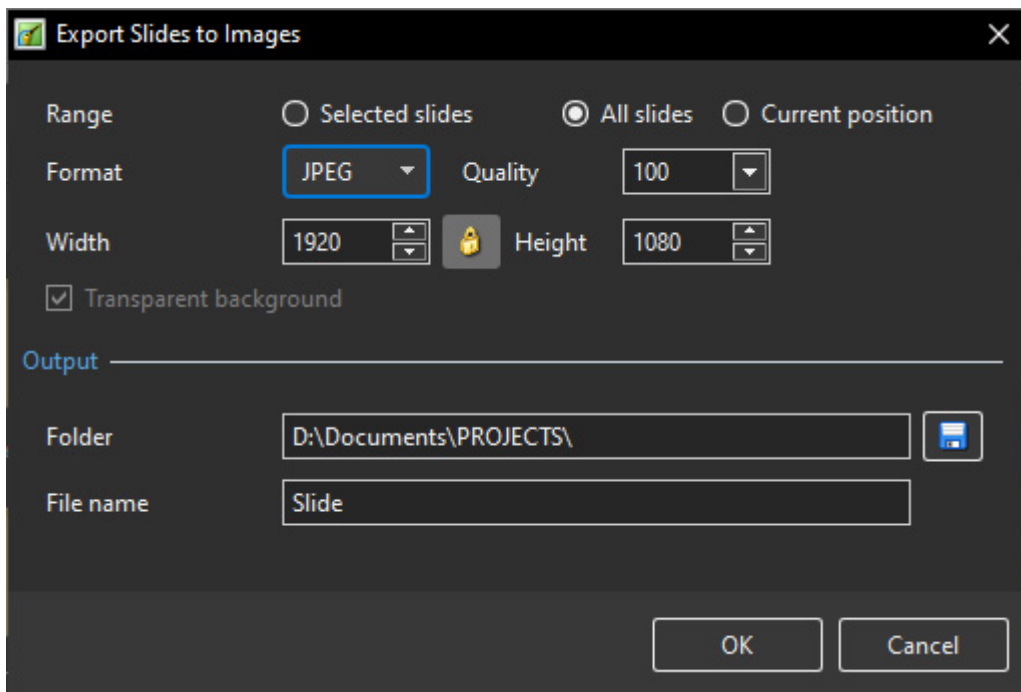 Export Slides to Images
Range Selected slides All slides Current position
Format JPEG Quality 100
Width 1920 Height 1080
Transparent background
Output
Folder D:\Documents\PROJECTS\
File name Slide
OK Cancel